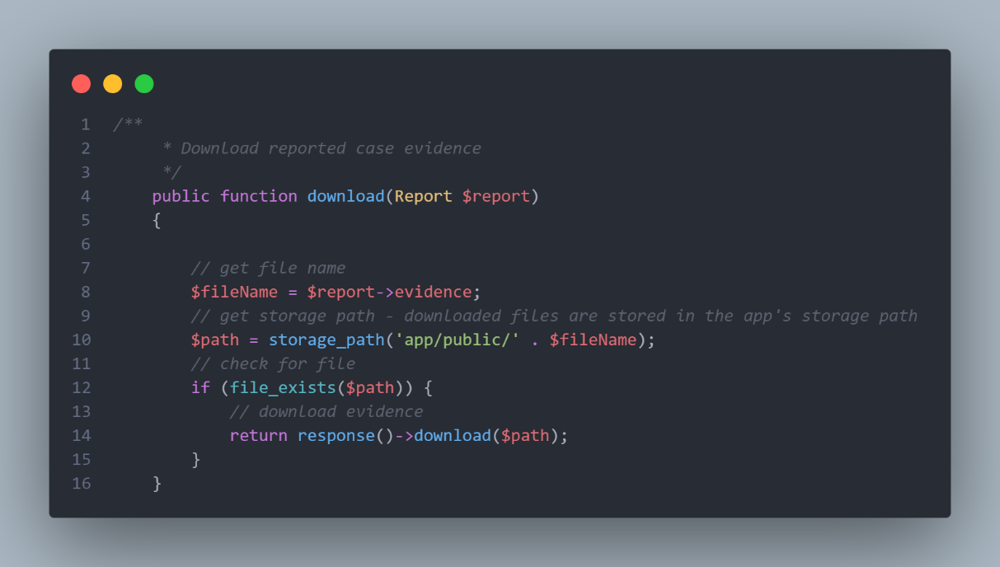 1 /**
2 * Download reported case evidence
3 */
4 public function download(Report $report)
5 {
6
7 // get file name
8 $fileName = $report->evidence;
9 // get storage path - downloaded files are stored in the app's storage path
10 $path = storage_path('app/public/' . $fileName);
11 // check for file
12 if (file_exists($path)) {
13 // download evidence
14 return response()->download($path);
15 }
16 }